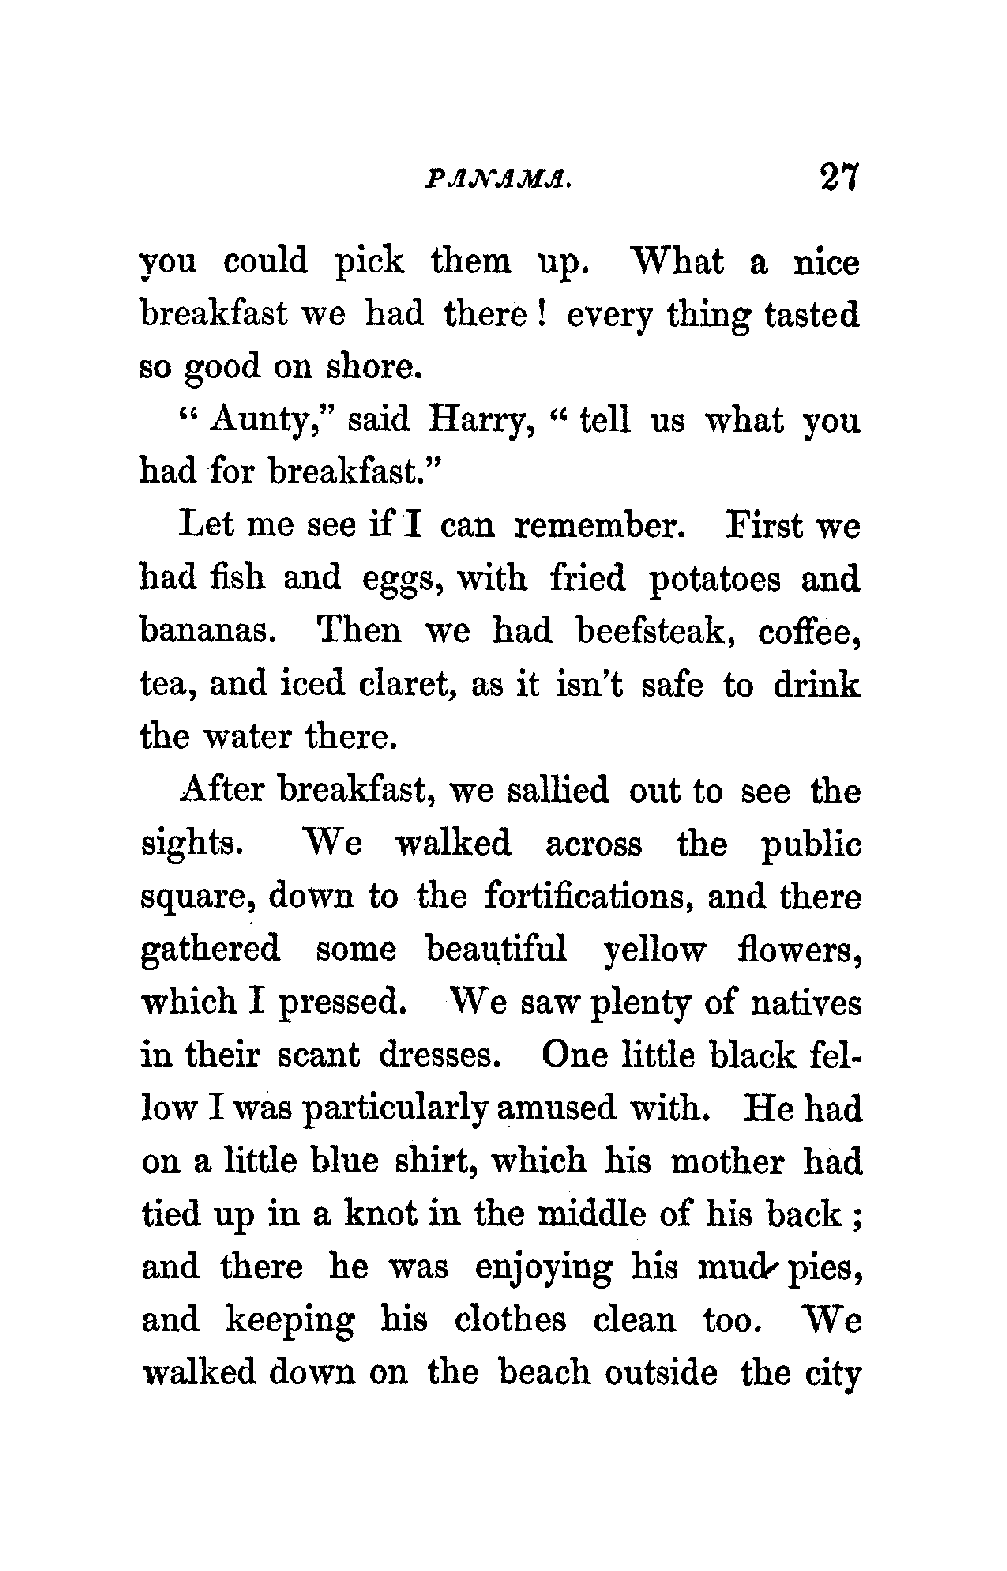 PANAMA. 27
you could pick them up. What a nice
breakfast we had there ! every thing tasted
so good on shore.
“ Aunty,” said Harry, “ tell us what you
had for breakfast.”
Let me see if I can remember. First we
had fish and eggs, with fried potatoes and
bananas. Then we had beefsteak, coffee,
tea, and iced claret, as it isn’t safe to drink
the water there.
After breakfast, we sallied out to see the
sights. We walked across the public
square, down to the fortifications, and there
gathered some beautiful yellow flowers,
which I pressed. We saw plenty of natives
in their scant dresses. One little black fel-
low I was particularly amused with. He had
on a little blue shirt, which his mother had
tied up in a knot in the middle of his back ;
and there he was enjoying his mud pies,
and keeping his clothes clean too. We
walked down on the beach outside the city